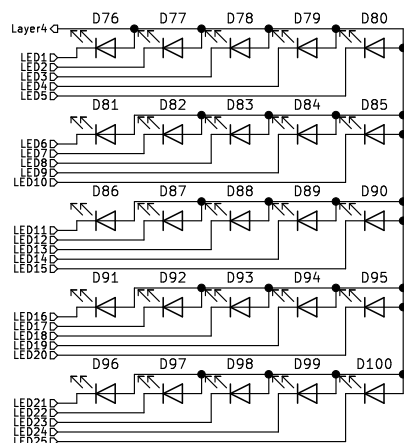 D76 D77 D78 D79 D80
Layer4
LED1
LED2
LED3
LED4
LED5
D81 D82 D83 D84 D85
LED6
LED7
LED8
LED9
LED10
D86 D87 D88 D89 D90
LED11
LED12
LED13
LED14
LED15
D91 D92 D93 D94 D95
LED16
LED17
LED18
LED19
LED20
D96 D97 D98 D99 D100
LED21
LED22
LED23
LED24
LED25